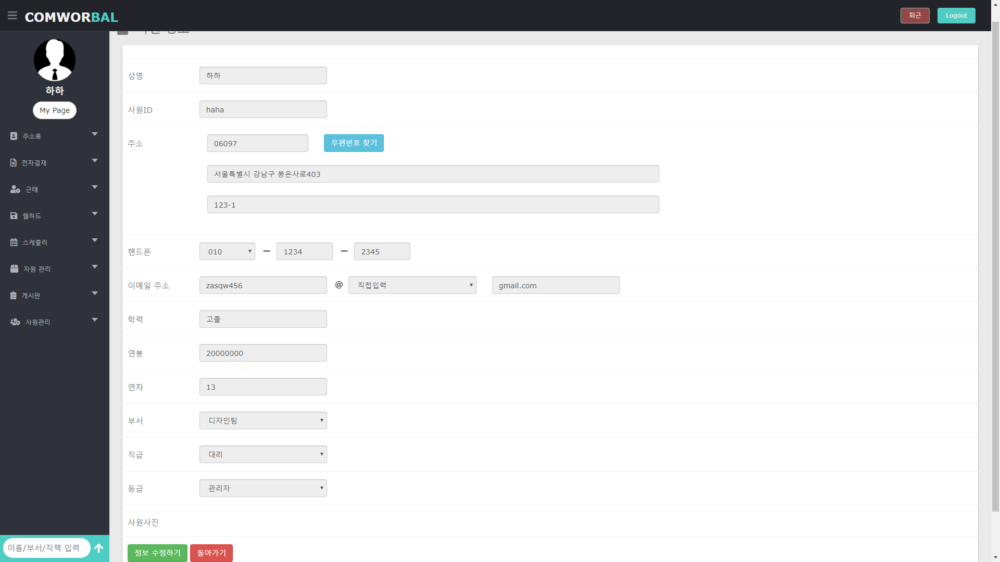 COMWORBAL
퇴근
Logout
하하
My Page
주소록
전자결재
근태
웹하드
스케줄러
자원 관리
게시판
사원관리
이름/부서/직책 입력
성명
하하
사원ID
haha
주소
06097
우편번호 찾기
서울특별시 강남구 봉은사로403
123-1
핸드폰
010
1234
2345
이메일 주소
zasqw456
@
직접입력
gmail.com
학력
고졸
연봉
20000000
연차
13
부서
디자인팀
직급
대리
등급
관리자
사원사진
정보 수정하기
돌아가기